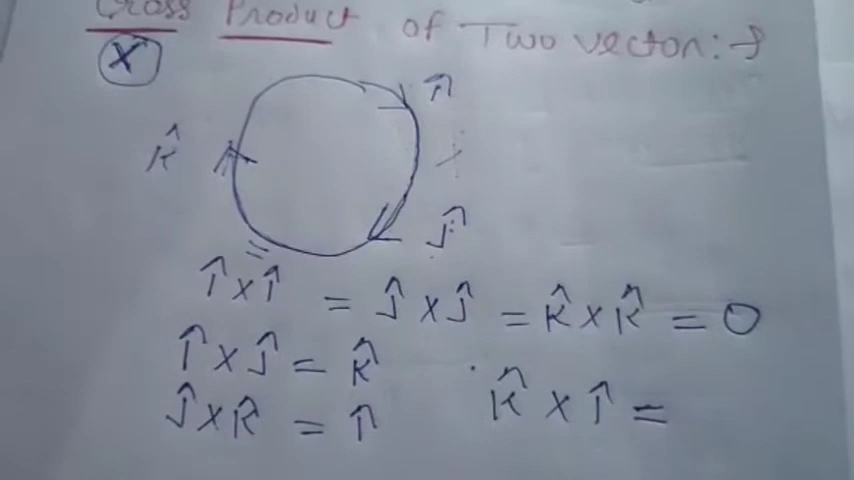 Cross Product of Two vector:→
X
î
k̂
ĵ
î×î = ĵ×ĵ = k̂×k̂ = 0
î×ĵ = k̂
ĵ×k̂ = î k̂×î =